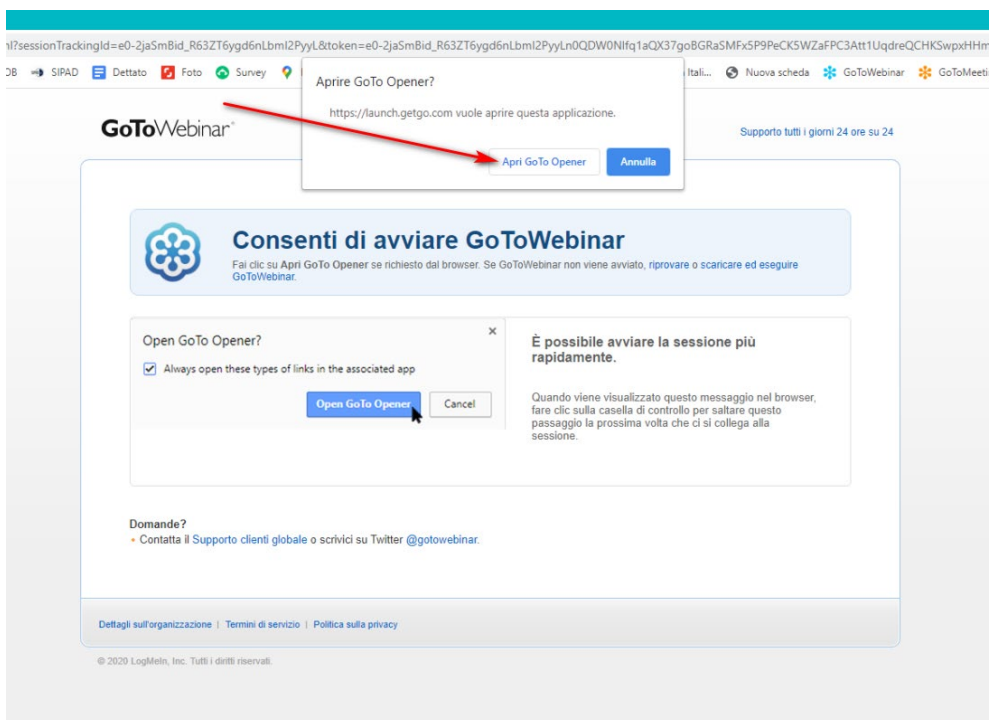 nl?sessionTrackingId=e0-2jaSmBid_R63ZT6ygd6nLbml2PyyL&token=e0-2jaSmBid_R63ZT6ygd6nLbml2PyyLn0QDW0NIfq1aQX37goBGRaSMFx5P9PeCK5WZaFPC3Att1UqdreQCHKSwpxHHm
DB SIPAD Dettato Foto Survey Itali... Nuova scheda GoToWebinar GoToMeeti
Aprire GoTo Opener?
https://launch.getgo.com vuole aprire questa applicazione.
Apri GoTo Opener Annulla
GoToWebinar
Supporto tutti i giorni 24 ore su 24
Consenti di avviare GoToWebinar
Fai clic su Apri GoTo Opener se richiesto dal browser. Se GoToWebinar non viene avviato, riprovare o scaricare ed eseguire
GoToWebinar.
Open GoTo Opener?
Always open these types of links in the associated app
Open GoTo Opener Cancel
È possibile avviare la sessione più
rapidamente.
Quando viene visualizzato questo messaggio nel browser,
fare clic sulla casella di controllo per saltare questo
passaggio la prossima volta che ci si collega alla
sessione.
Domande?
• Contatta il Supporto clienti globale o scrivici su Twitter @gotowebinar.
Dettagli sull'organizzazione | Termini di servizio | Politica sulla privacy
© 2020 LogMeIn, Inc. Tutti i diritti riservati.